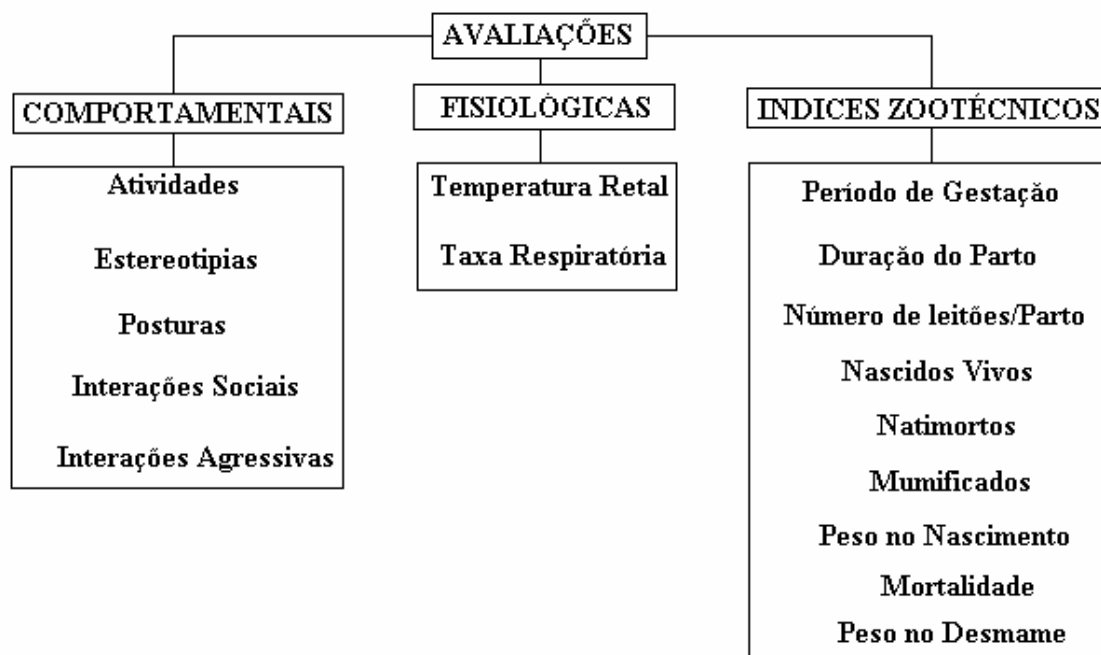 AVALIAÇÕES
COMPORTAMENTAIS
Atividades
Estereotipias
Posturas
Interações Sociais
Interações Agressivas
FISIOLÓGICAS
Temperatura Retal
Taxa Respiratória
INDICES ZOOTÉCNICOS
Período de Gestação
Duração do Parto
Número de leitões/Parto
Nascidos Vivos
Natimortos
Mumificados
Peso no Nascimento
Mortalidade
Peso no Desmame